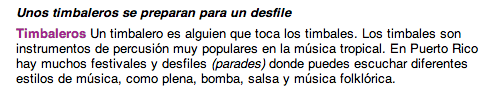 Unos timbaleros se preparan para un desfile
Timbaleros Un timbalero es alguien que toca los timbales. Los timbales son
instrumentos de percusión muy populares en la música tropical. En Puerto Rico
hay muchos festivales y desfiles (parades) donde puedes escuchar diferentes
estilos de música, como plena, bomba, salsa y música folklórica.